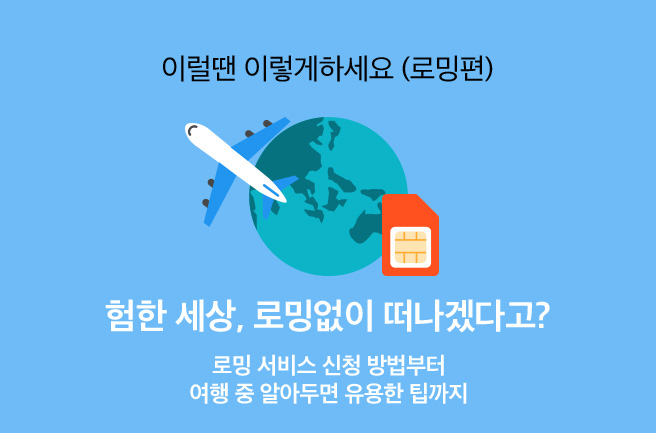 이럴땐 이렇게하세요 (로밍편)
험한 세상, 로밍없이 떠나겠다고?
로밍 서비스 신청 방법부터
여행 중 알아두면 유용한 팁까지